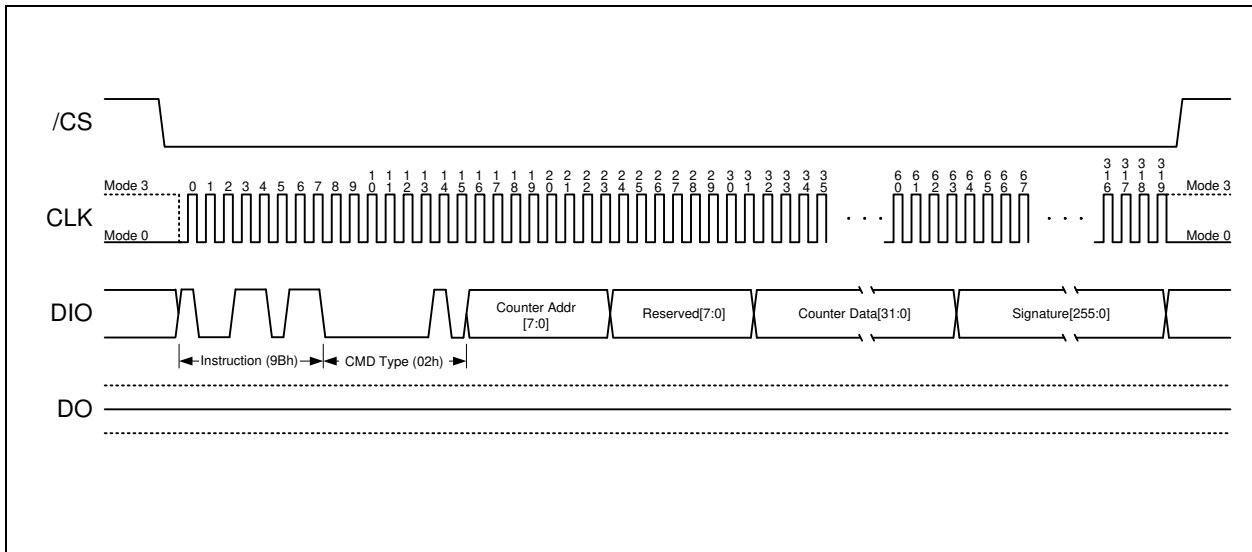 /CS
0 1 2 3 4 5 6 7 8 9 10 11 12 13 14 15 16 17 18 19 20 21 22 23 24 25 26 27 28 29 30 31 32 33 34 35 60 61 62 63 64 65 66 67 316 317 318 319
Mode 3
Mode 3
CLK
. . .
. . .
Mode 0
Mode 0
DIO
Counter Addr
[7:0]
Reserved[7:0]
Counter Data[31:0]
Signature[255:0]
Instruction (9Bh)
CMD Type (02h)
DO